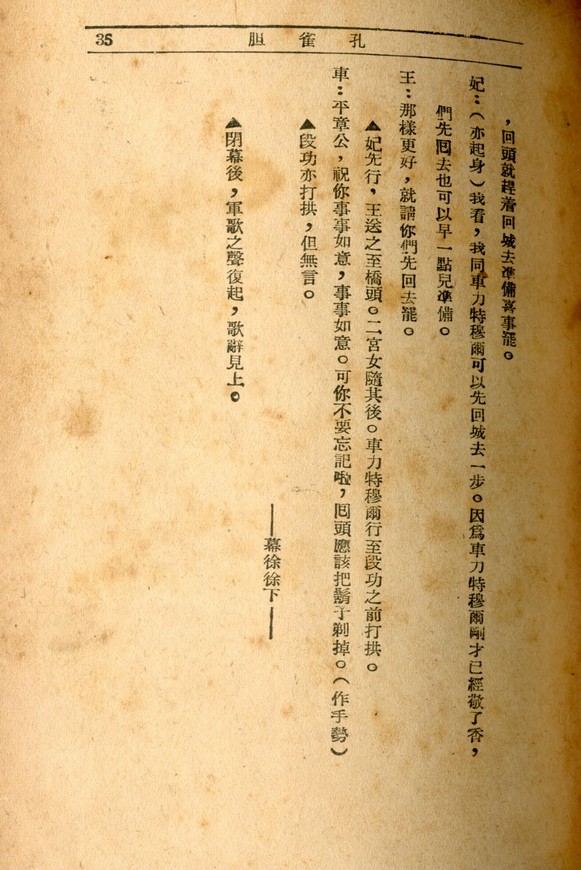 孔雀胆
35
，回頭就趕着回城去準備喜事罷。
妃：（亦起身）我看，我同車力特穆爾可以先回城去一步。因爲車力特穆爾剛才已經敬了香，
們先回去也可以早一點兒準備。
王：那樣更好，就請你們先回去罷。
▲妃先行，王送之至橋頭。二宮女隨其後。車力特穆爾行至段功之前打拱。
車：平章公，祝你事事如意，事事如意。可你不要忘記啦，回頭應該把鬍子剃掉。（作手勢）
▲段功亦打拱，但無言。
——幕徐徐下——
▲閉幕後，軍歌之聲復起，歌辭見上。